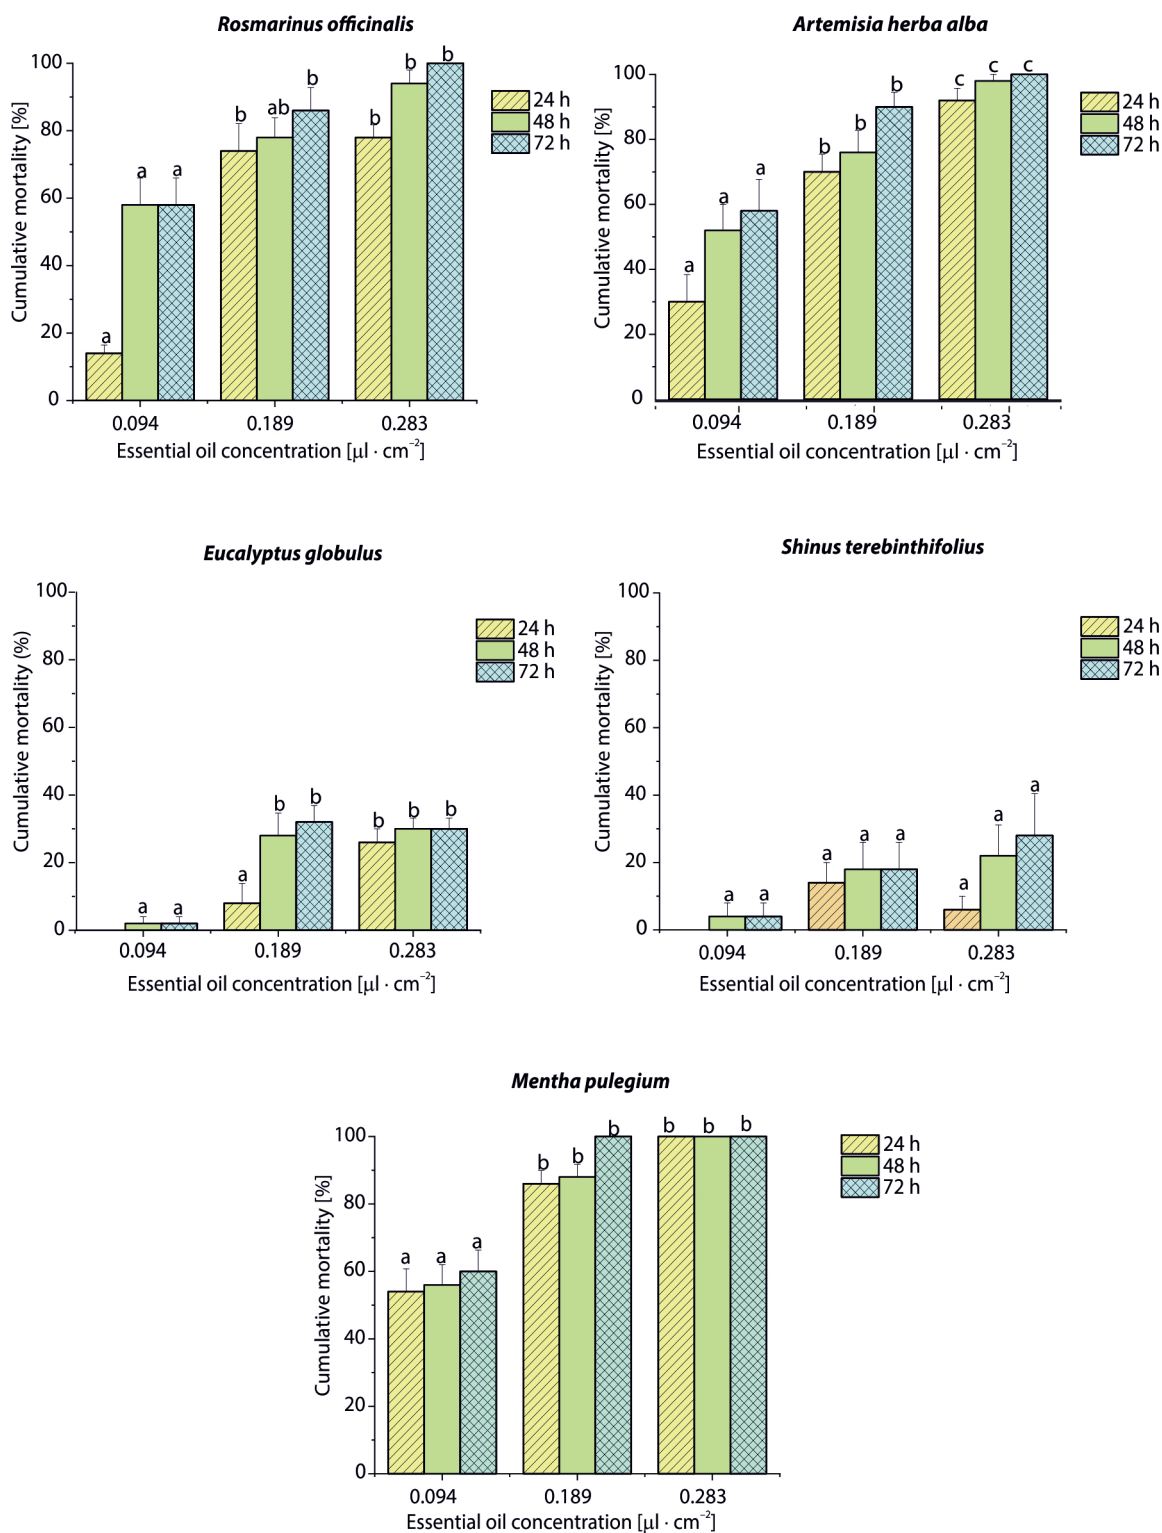 Rosmarinus officinalis
Cumulative mortality [%]
100
80
60
40
20
0
a
a
a
b
ab
b
b
b
b
24 h
48 h
72 h
0.094
0.189
0.283
Essential oil concentration [µl · cm⁻²]
Artemisia herba alba
Cumulative mortality [%]
100
80
60
40
20
0
a
a
a
b
b
b
c
c
c
24 h
48 h
72 h
0.094
0.189
0.283
Essential oil concentration [µl · cm⁻²]
Eucalyptus globulus
Cumulative mortality (%)
100
80
60
40
20
0
a
a
a
b
b
b
b
b
24 h
48 h
72 h
0.094
0.189
0.283
Essential oil concentration [µl · cm⁻²]
Shinus terebinthifolius
Cumulative mortality [%]
100
80
60
40
20
0
a
a
a
a
a
a
a
a
24 h
48 h
72 h
0.094
0.189
0.283
Essential oil concentration [µl · cm⁻²]
Mentha pulegium
Cumulative mortality [%]
100
80
60
40
20
0
a
a
a
b
b
b
b
b
b
24 h
48 h
72 h
0.094
0.189
0.283
Essential oil concentration [µl · cm⁻²]